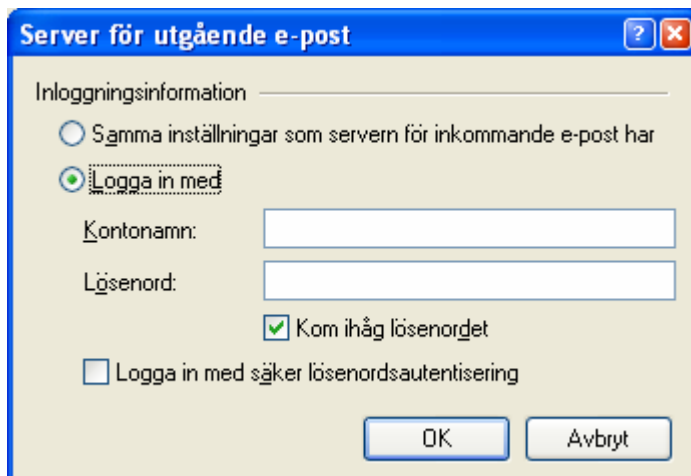 Server för utgående e-post
Inloggningsinformation
Samma inställningar som servern för inkommande e-post har
Logga in med
Kontonamn:
Lösenord:
Kom ihåg lösenordet
Logga in med säker lösenordsautentisering
OK Avbryt